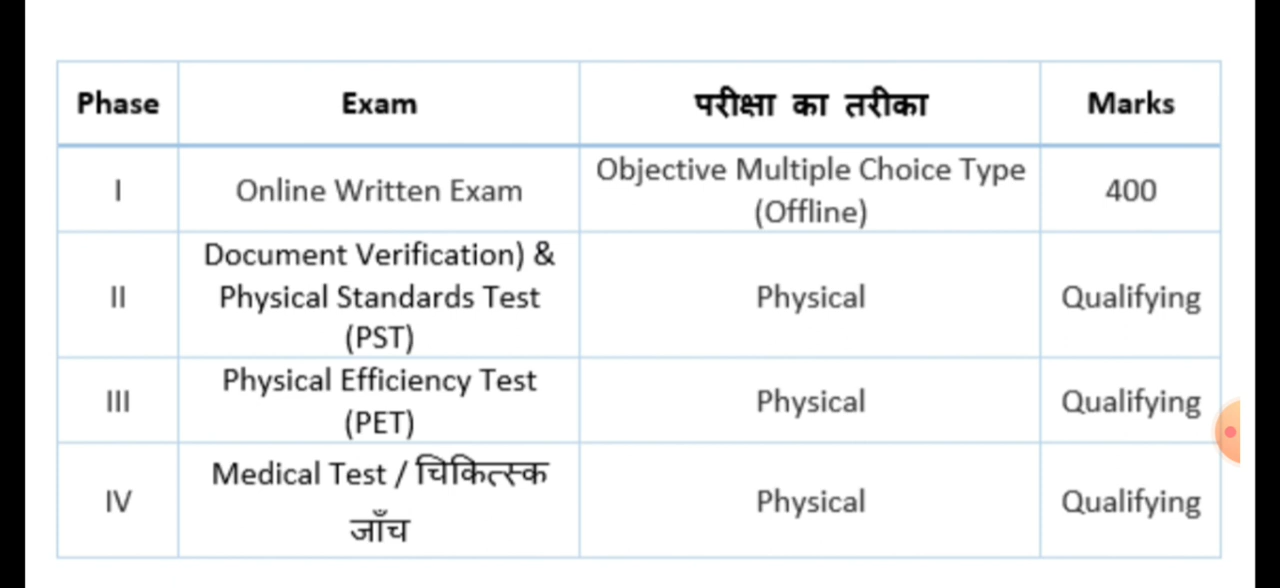 Phase Exam परीक्षा का तरीका Marks
I Online Written Exam Objective Multiple Choice Type (Offline) 400
II Document Verification) & Physical Standards Test (PST) Physical Qualifying
III Physical Efficiency Test (PET) Physical Qualifying
IV Medical Test / चिकित्स्क जाँच Physical Qualifying